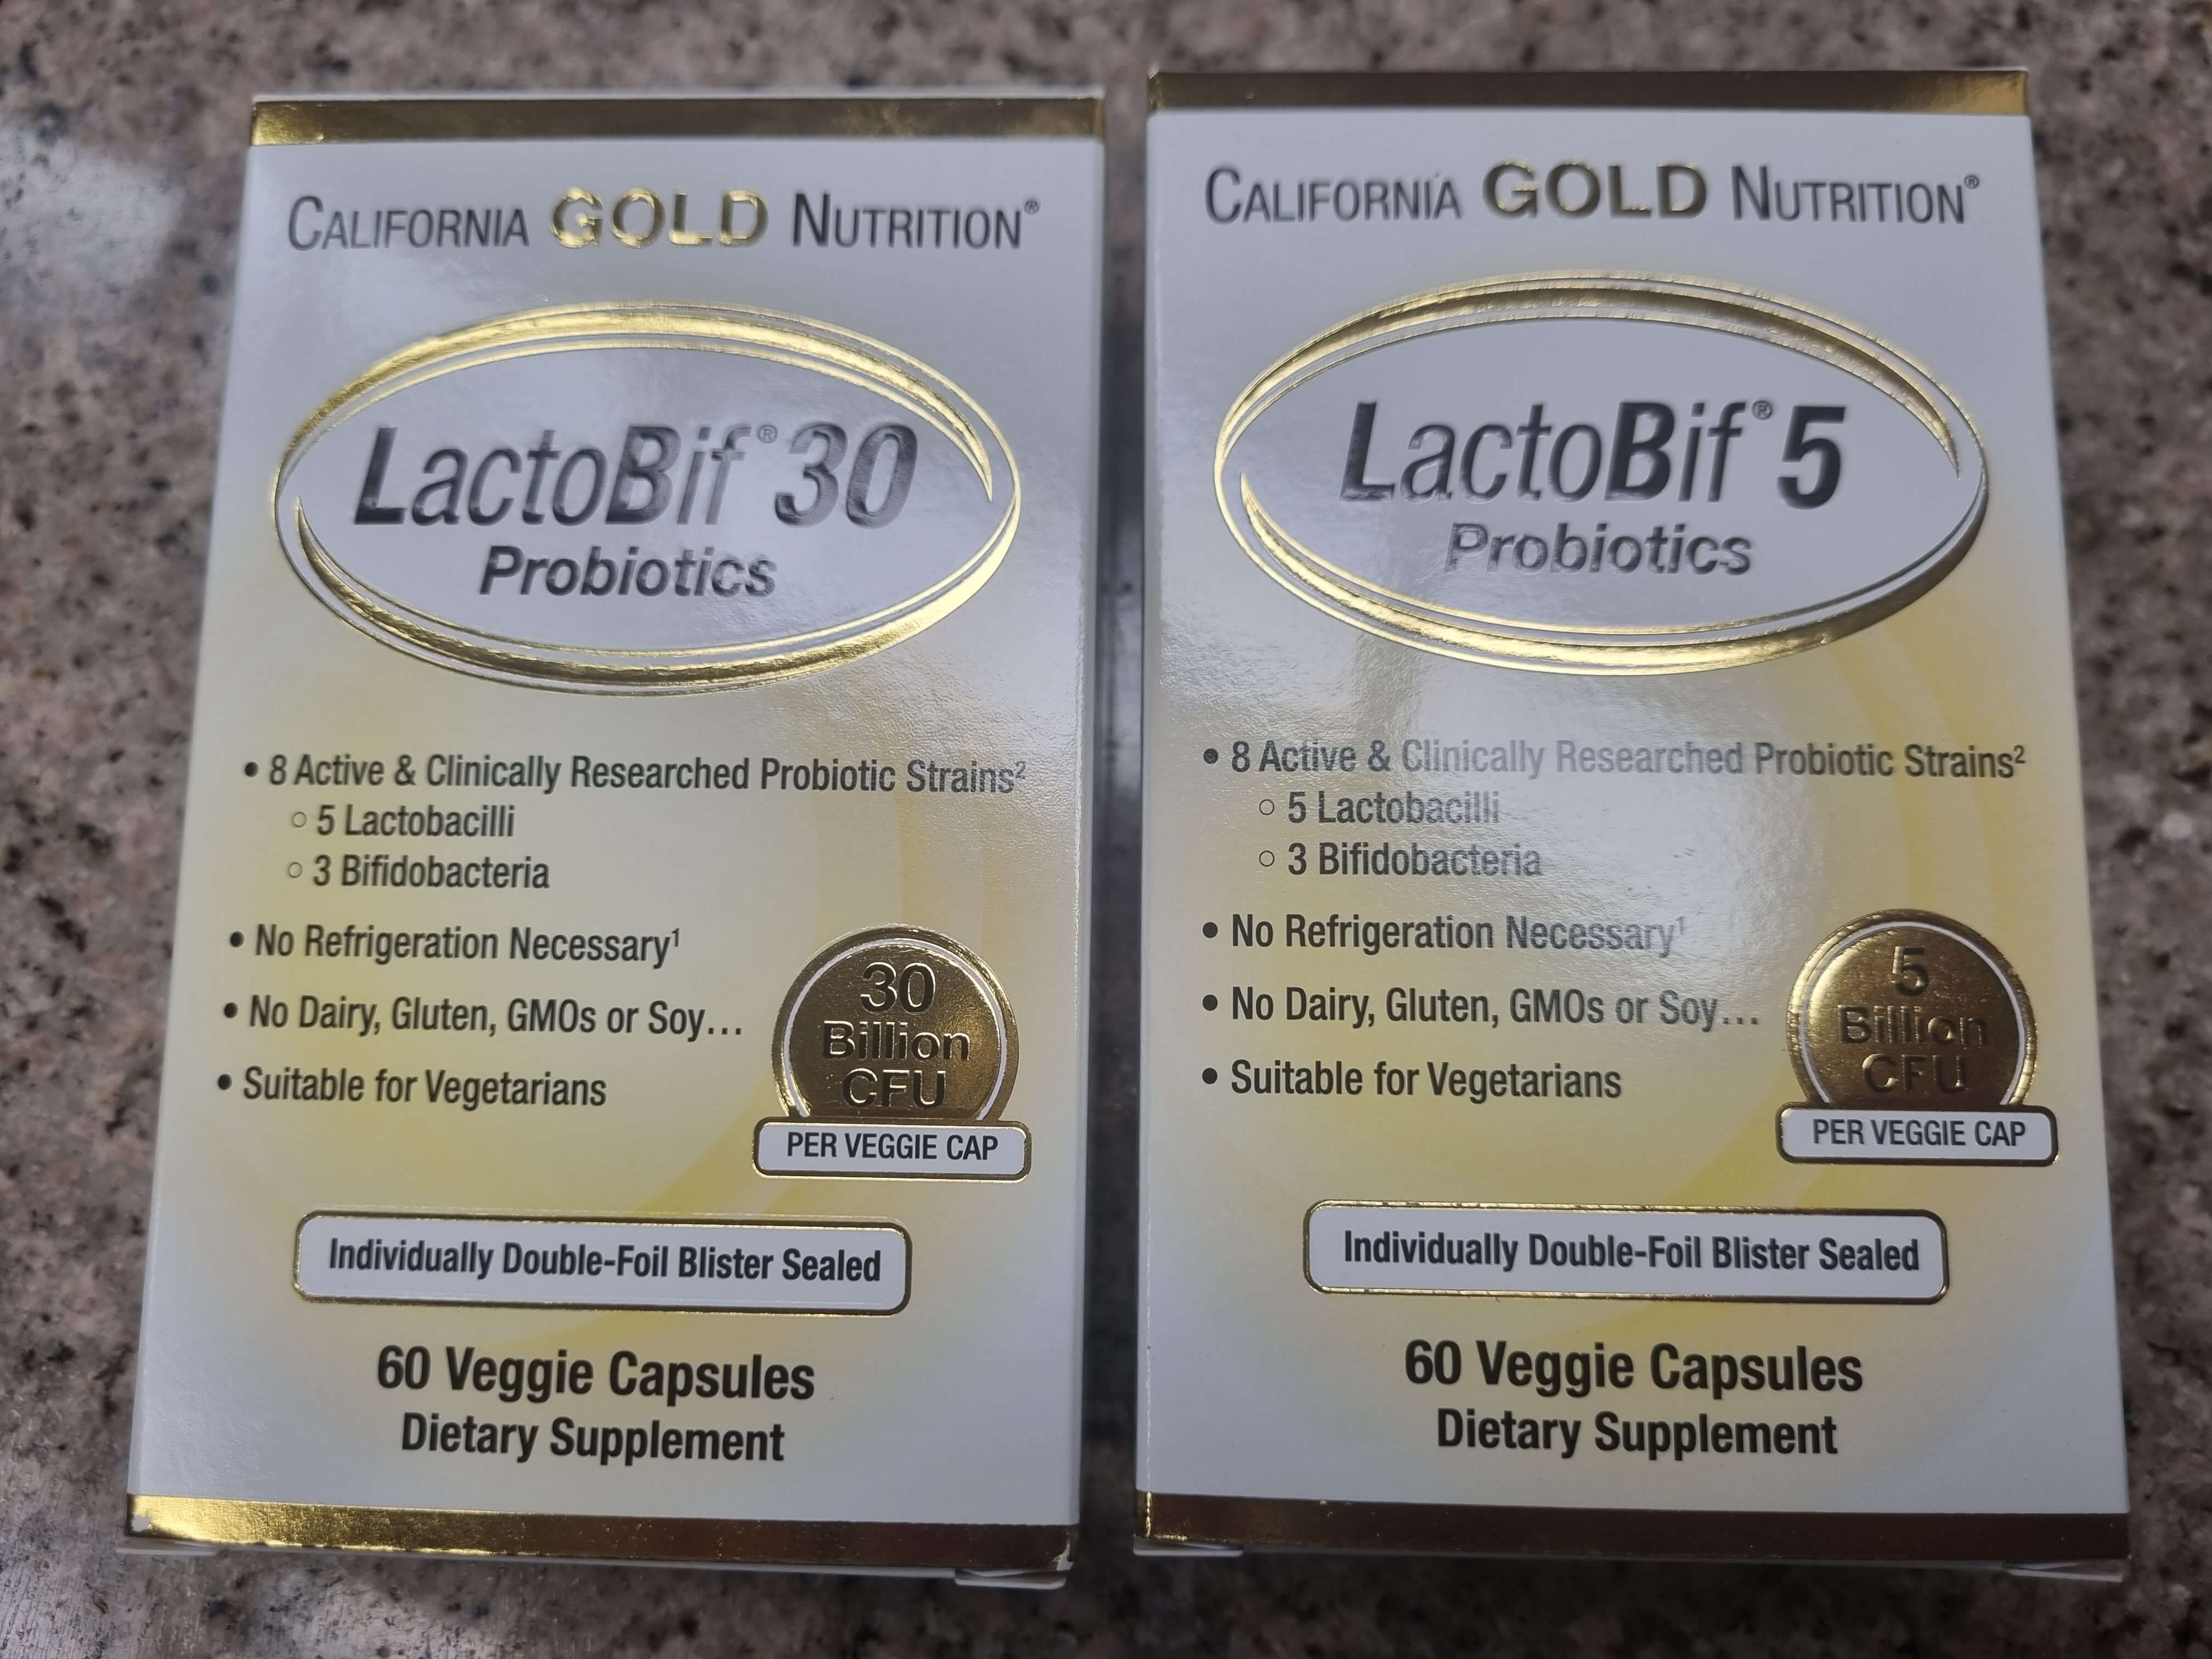 CALIFORNIA GOLD NUTRITION®
LactoBif® 30
Probiotics
• 8 Active & Clinically Researched Probiotic Strains²
○ 5 Lactobacilli
○ 3 Bifidobacteria
• No Refrigeration Necessary¹
• No Dairy, Gluten, GMOs or Soy...
• Suitable for Vegetarians
30
Billion
CFU
PER VEGGIE CAP
Individually Double-Foil Blister Sealed
60 Veggie Capsules
Dietary Supplement
CALIFORNIA GOLD NUTRITION®
LactoBif® 5
Probiotics
• 8 Active & Clinically Researched Probiotic Strains²
○ 5 Lactobacilli
○ 3 Bifidobacteria
• No Refrigeration Necessary¹
• No Dairy, Gluten, GMOs or Soy...
• Suitable for Vegetarians
5
Billion
CFU
PER VEGGIE CAP
Individually Double-Foil Blister Sealed
60 Veggie Capsules
Dietary Supplement